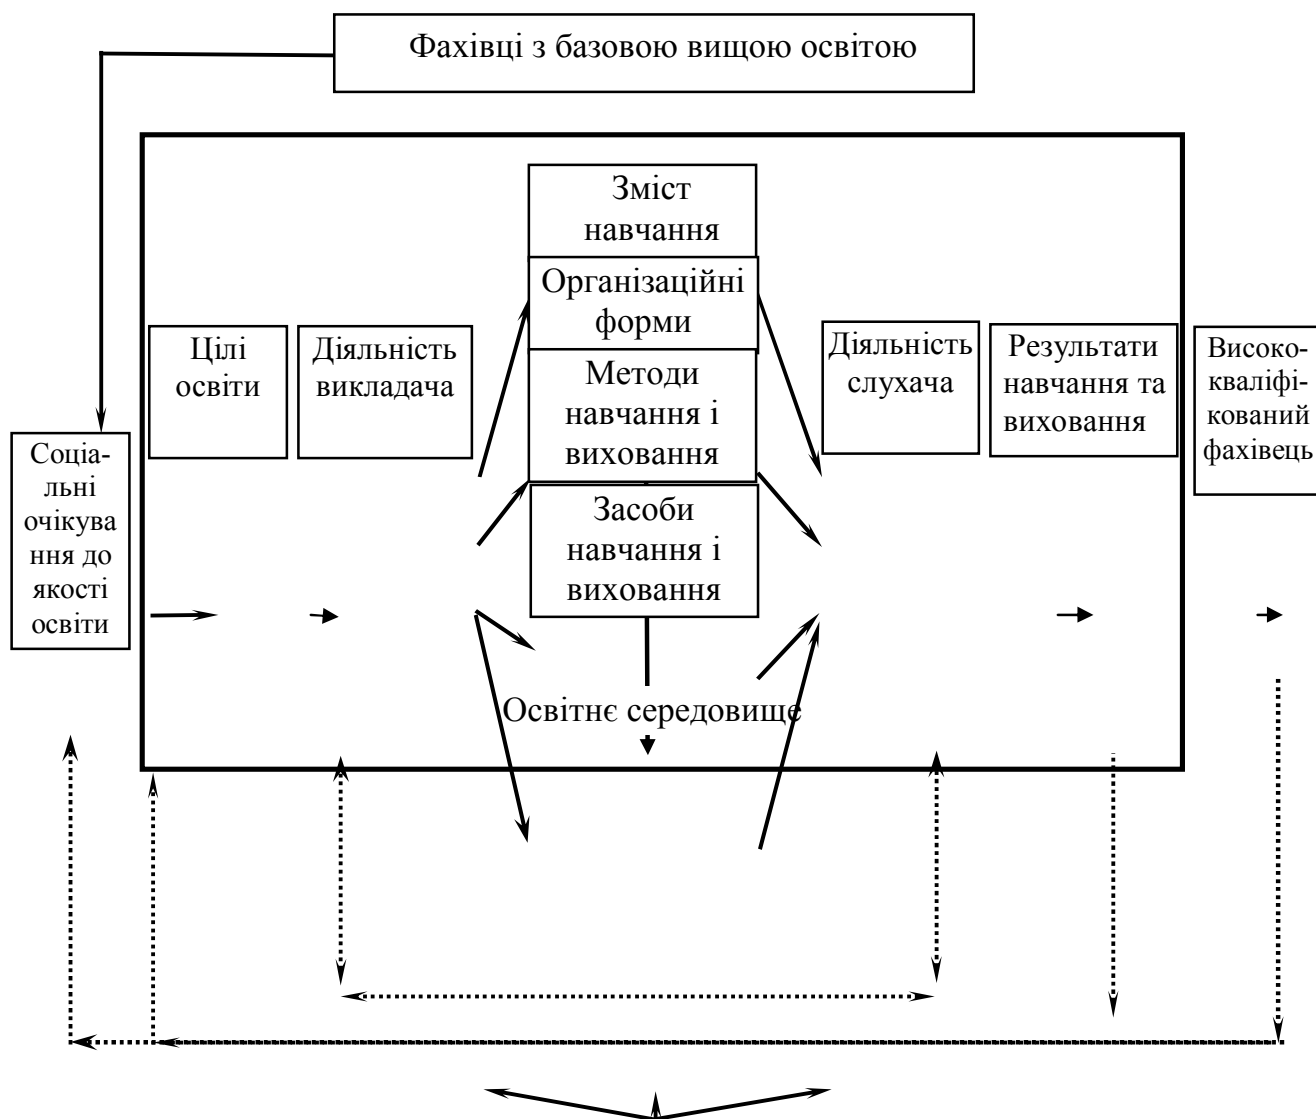 Фахівці з базовою вищою освітою
Зміст
навчання
Організаційні
форми
Методи
навчання і
виховання
Засоби
навчання і
виховання
Цілі
освіти
Діяльність
викладача
Діяльність
слухача
Результати
навчання та
виховання
Високо-
кваліфі-
кований
фахівець
Соціа-
льні
очікува
ння до
якості
освіти
Освітнє середовище